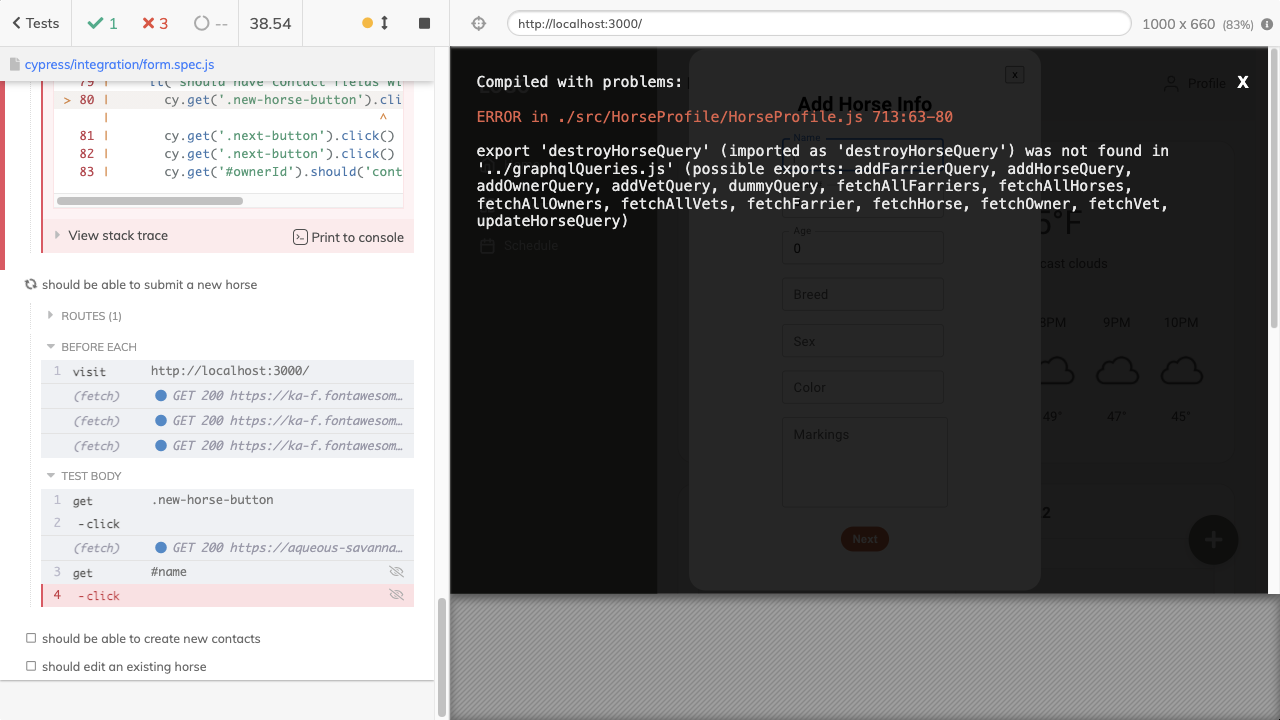 Tests
1
3
--
38.54
http://localhost:3000/
1000 x 660 (83%)
cypress/integration/form.spec.js
79 | it('should have contact fields wi
> 80 | cy.get('.new-horse-button').cli
| ^
81 | cy.get('.next-button').click()
82 | cy.get('.next-button').click()
83 | cy.get('#ownerId').should('cont
View stack trace
Print to console
should be able to submit a new horse
ROUTES (1)
BEFORE EACH
1 visit http://localhost:3000/
(fetch) GET 200 https://ka-f.fontawesom…
(fetch) GET 200 https://ka-f.fontawesom…
(fetch) GET 200 https://ka-f.fontawesom…
TEST BODY
1 get .new-horse-button
2 -click
(fetch) GET 200 https://aqueous-savanna…
3 get #name
4 -click
should be able to create new contacts
should edit an existing horse
Compiled with problems:
X
ERROR in ./src/HorseProfile/HorseProfile.js 713:63-80
export 'destroyHorseQuery' (imported as 'destroyHorseQuery') was not found in
'../graphqlQueries.js' (possible exports: addFarrierQuery, addHorseQuery,
addOwnerQuery, addVetQuery, dummyQuery, fetchAllFarriers, fetchAllHorses,
fetchAllOwners, fetchAllVets, fetchFarrier, fetchHorse, fetchOwner, fetchVet,
updateHorseQuery)
X
Profile
Add Horse Info
Name
Schedule
Age
0
Breed
Sex
Color
Markings
Next
5°F
cast clouds
8PM 9PM 10PM
49° 47° 45°
2
+